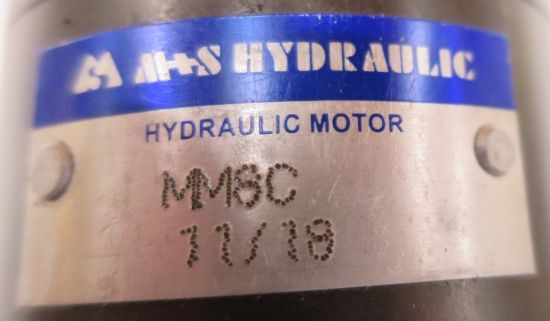 M+S HYDRAULIC
HYDRAULIC MOTOR
MM8C
11/18